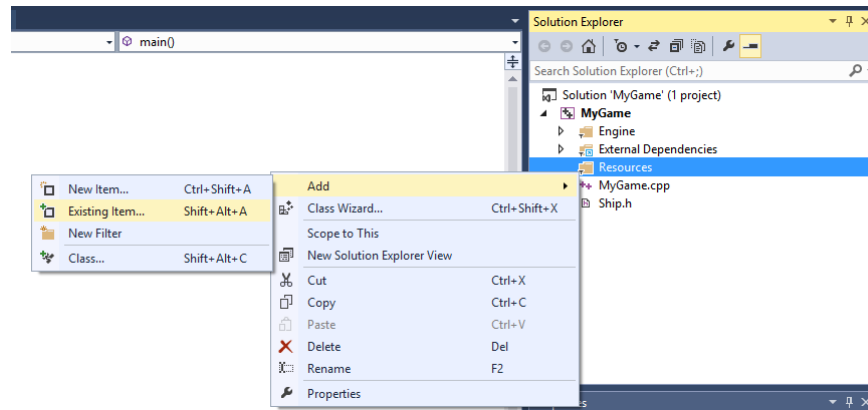 Solution Explorer
main()
Search Solution Explorer (Ctrl+;)
Solution 'MyGame' (1 project)
MyGame
Engine
External Dependencies
Resources
MyGame.cpp
Ship.h
Add
Class Wizard... Ctrl+Shift+X
Scope to This
New Solution Explorer View
Cut Ctrl+X
Copy Ctrl+C
Paste Ctrl+V
Delete Del
Rename F2
Properties
New Item... Ctrl+Shift+A
Existing Item... Shift+Alt+A
New Filter
Class... Shift+Alt+C